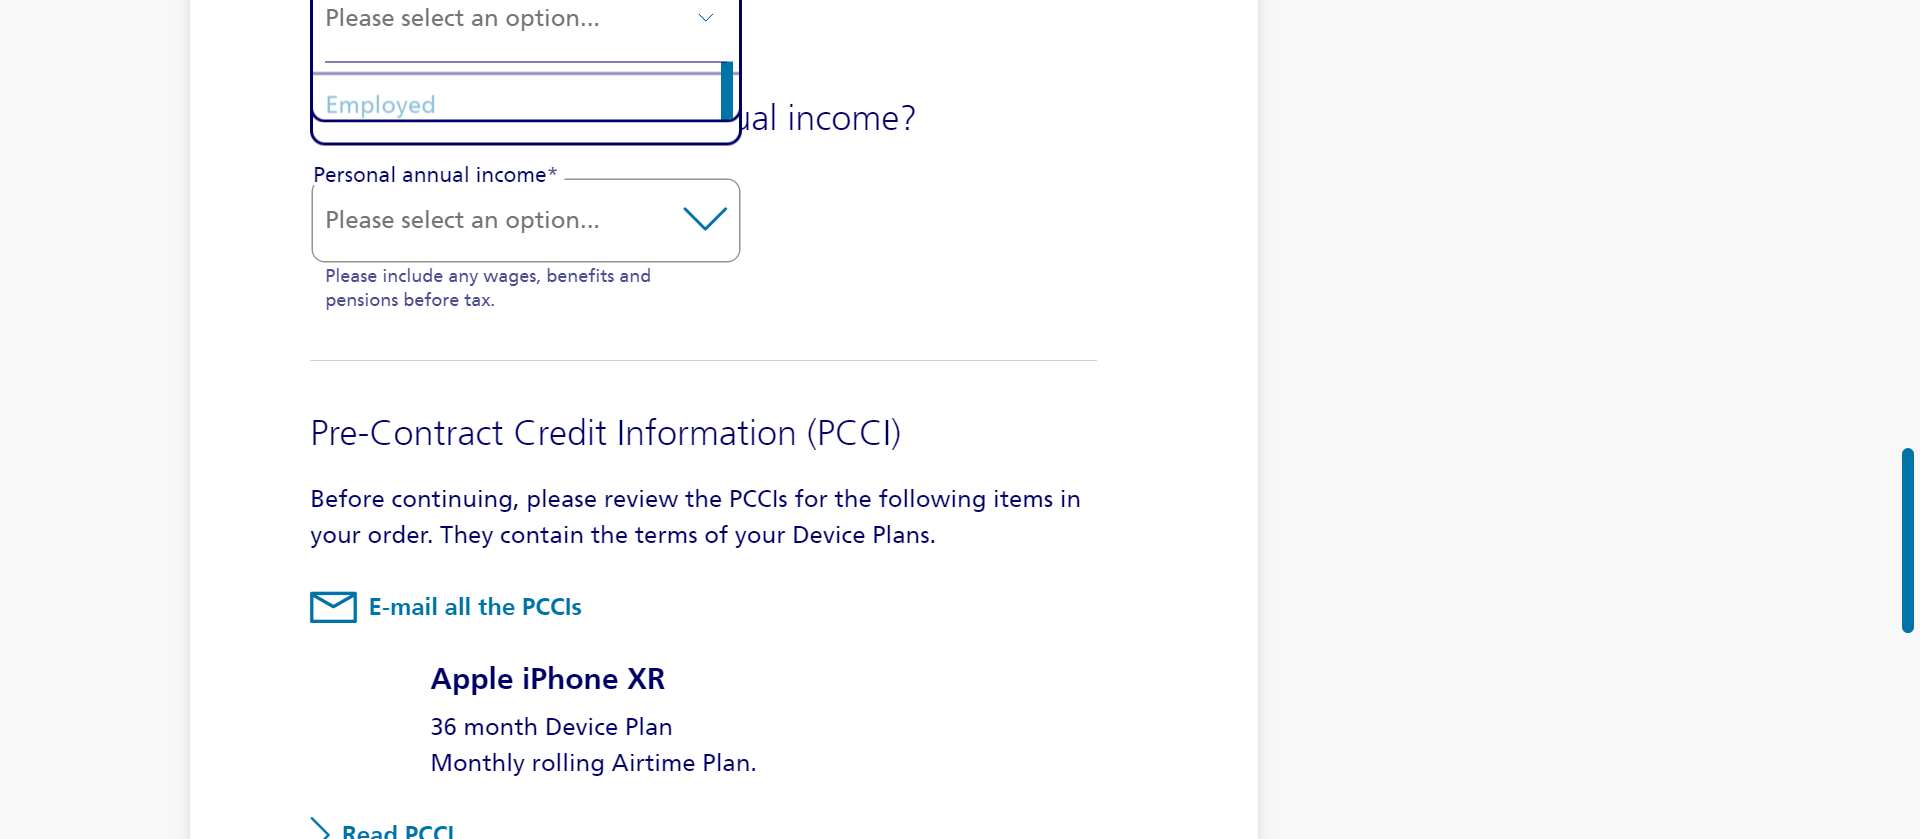 Please select an option...
Employed
ual income?
Personal annual income*
Please select an option...
Please include any wages, benefits and
pensions before tax.
Pre-Contract Credit Information (PCCI)
Before continuing, please review the PCCIs for the following items in
your order. They contain the terms of your Device Plans.
E-mail all the PCCIs
Apple iPhone XR
36 month Device Plan
Monthly rolling Airtime Plan.
Read PCCI